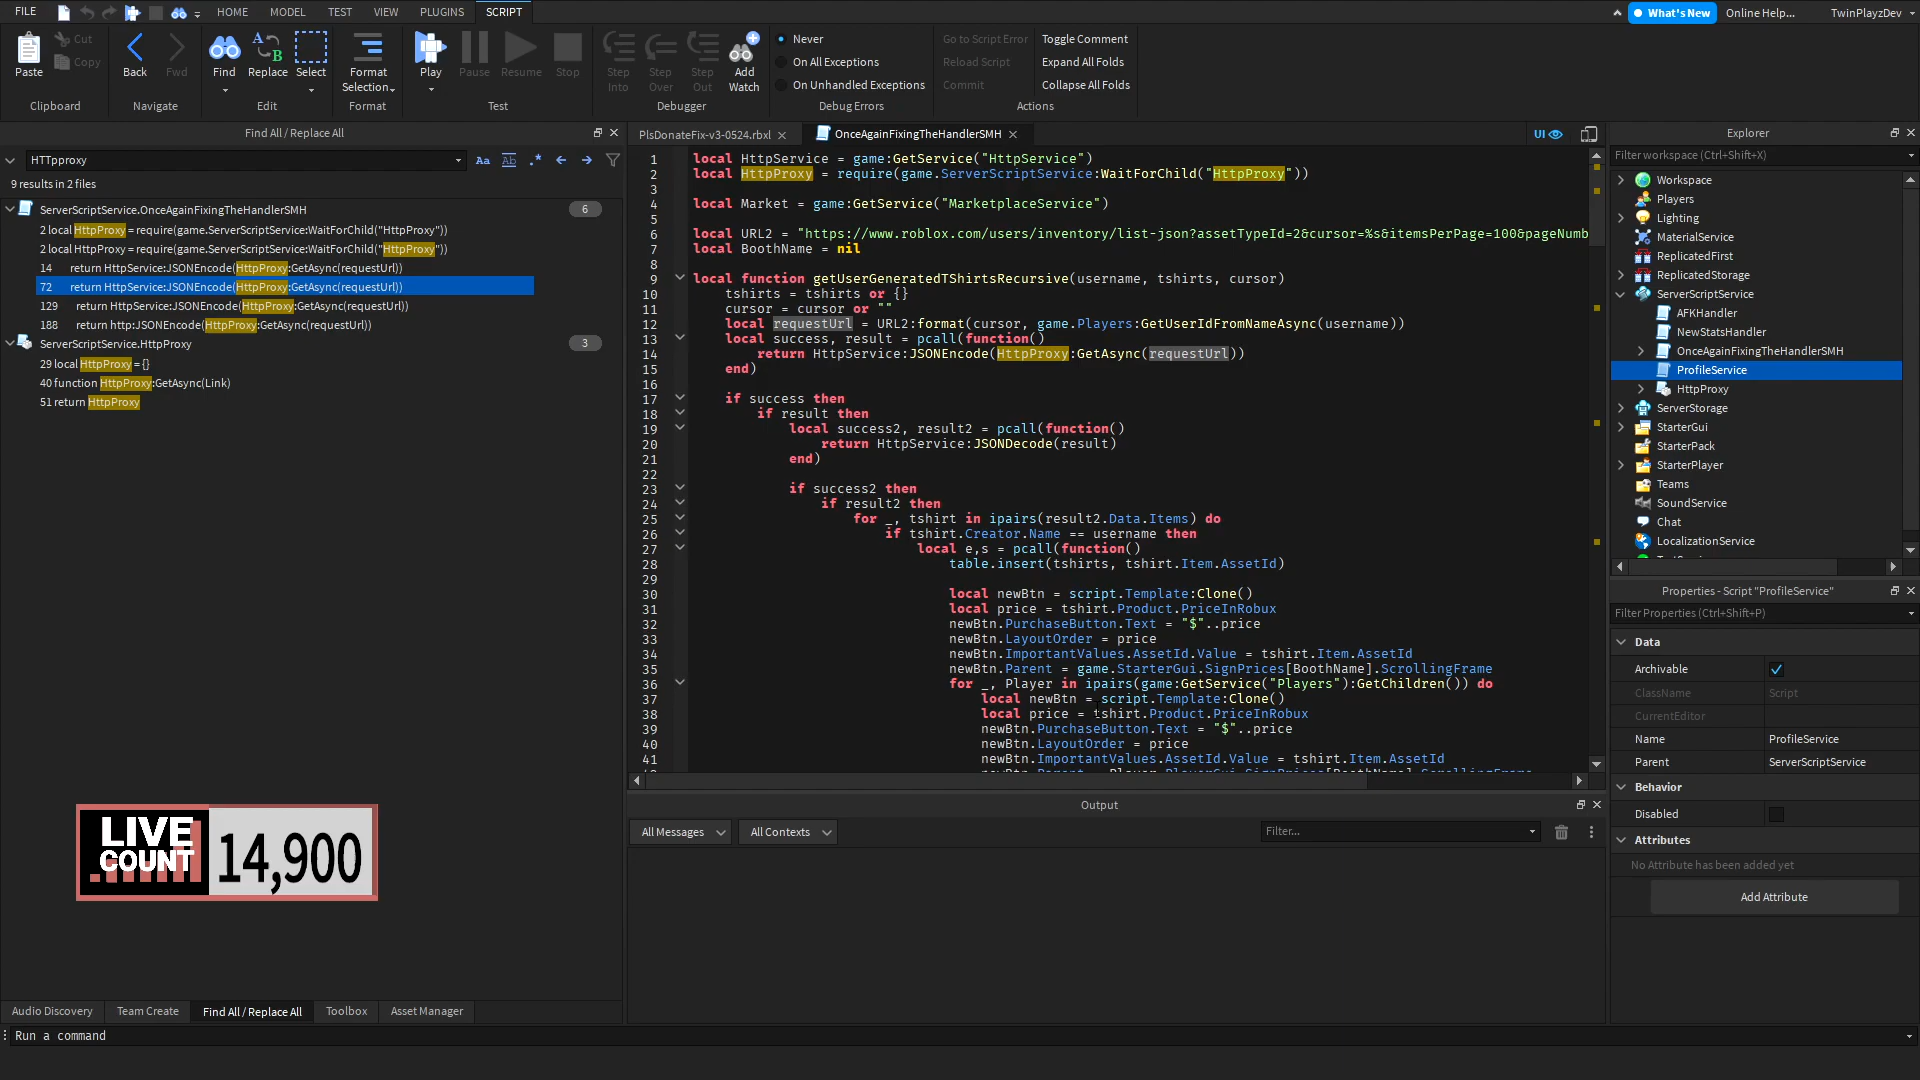 FILE
HOME
MODEL
TEST
VIEW
PLUGINS
SCRIPT
What's New
Online Help...
TwinPlayzDev
Paste
Cut
Copy
Clipboard
Back
Fwd
Navigate
Find
Replace
Select
Edit
Format
Selection
Format
Play
Pause
Resume
Stop
Test
Step
Into
Step
Over
Step
Out
Add
Watch
Debugger
Never
On All Exceptions
On Unhandled Exceptions
Debug Errors
Go to Script Error
Reload Script
Commit
Toggle Comment
Expand All Folds
Collapse All Folds
Actions
Find All / Replace All
HTTpproxy
Aa
Ab
.*
9 results in 2 files
ServerScriptService.OnceAgainFixingTheHandlerSMH 6
2 local HttpProxy = require(game.ServerScriptService:WaitForChild("HttpProxy"))
2 local HttpProxy = require(game.ServerScriptService:WaitForChild("HttpProxy"))
14 return HttpService:JSONEncode(HttpProxy:GetAsync(requestUrl))
72 return HttpService:JSONEncode(HttpProxy:GetAsync(requestUrl))
129 return HttpService:JSONEncode(HttpProxy:GetAsync(requestUrl))
188 return http:JSONEncode(HttpProxy:GetAsync(requestUrl))
ServerScriptService.HttpProxy 3
29 local HttpProxy = {}
40 function HttpProxy:GetAsync(Link)
51 return HttpProxy
LIVE
COUNT
14,900
Audio Discovery
Team Create
Find All / Replace All
Toolbox
Asset Manager
PlsDonateFix-v3-0524.rbxl
OnceAgainFixingTheHandlerSMH
UI
1 local HttpService = game:GetService("HttpService")
2 local HttpProxy = require(game.ServerScriptService:WaitForChild("HttpProxy"))
3
4 local Market = game:GetService("MarketplaceService")
5
6 local URL2 = "https://www.roblox.com/users/inventory/list-json?assetTypeId=2&cursor=%s&itemsPerPage=100&pageNumb
7 local BoothName = nil
8
9 local function getUserGeneratedTShirtsRecursive(username, tshirts, cursor)
10 tshirts = tshirts or {}
11 cursor = cursor or ""
12 local requestUrl = URL2:format(cursor, game.Players:GetUserIdFromNameAsync(username))
13 local success, result = pcall(function()
14 return HttpService:JSONEncode(HttpProxy:GetAsync(requestUrl))
15 end)
16
17 if success then
18 if result then
19 local success2, result2 = pcall(function()
20 return HttpService:JSONDecode(result)
21 end)
22
23 if success2 then
24 if result2 then
25 for _, tshirt in ipairs(result2.Data.Items) do
26 if tshirt.Creator.Name == username then
27 local e,s = pcall(function()
28 table.insert(tshirts, tshirt.Item.AssetId)
29
30 local newBtn = script.Template:Clone()
31 local price = tshirt.Product.PriceInRobux
32 newBtn.PurchaseButton.Text = "$"..price
33 newBtn.LayoutOrder = price
34 newBtn.ImportantValues.AssetId.Value = tshirt.Item.AssetId
35 newBtn.Parent = game.StarterGui.SignPrices[BoothName].ScrollingFrame
36 for _, Player in ipairs(game:GetService("Players"):GetChildren()) do
37 local newBtn = script.Template:Clone()
38 local price = tshirt.Product.PriceInRobux
39 newBtn.PurchaseButton.Text = "$"..price
40 newBtn.LayoutOrder = price
41 newBtn.ImportantValues.AssetId.Value = tshirt.Item.AssetId
Output
All Messages
All Contexts
Filter...
Explorer
Filter workspace (Ctrl+Shift+X)
Workspace
Players
Lighting
MaterialService
ReplicatedFirst
ReplicatedStorage
ServerScriptService
AFKHandler
NewStatsHandler
OnceAgainFixingTheHandlerSMH
ProfileService
HttpProxy
ServerStorage
StarterGui
StarterPack
StarterPlayer
Teams
SoundService
Chat
LocalizationService
Properties - Script "ProfileService"
Filter Properties (Ctrl+Shift+P)
Data
Archivable
ClassName Script
CurrentEditor
Name ProfileService
Parent ServerScriptService
Behavior
Disabled
Attributes
No Attribute has been added yet
Add Attribute
Run a command